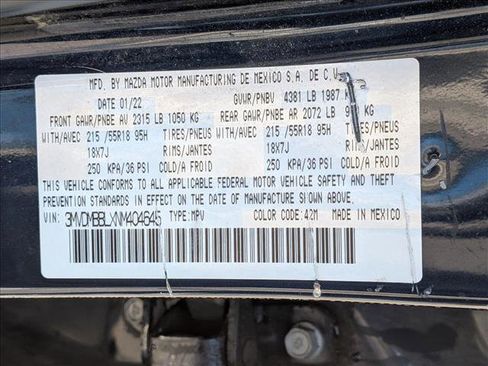 MFD. BY MAZDA MOTOR MANUFACTURING DE MEXICO S.A. DE C.V.
DATE 01/22 GVWR/PNBV 4381 LB 1987
FRONT GAWR/PNBE AV 2315 LB 1050 KG REAR GAWR/PNBE AR 2072 LB KG
WITH/AVEC 215 /55R18 95H TIRES/PNEUS WITH/AVEC 215 /55R18 95H TIRES/PNEUS
18X7J RIMS/JANTES 18X7J RIMS/JANTES
250 KPA/36 PSI COLD/A FROID 250 KPA/36 PSI COLD/A FROID
THIS VEHICLE CONFORMS TO ALL APPLICABLE FEDERAL MOTOR VEHICLE SAFETY AND THEFT
PREVENTION STANDARDS IN EFFECT ON THE DATE OF MANUFACTURE SHOWN ABOVE.
VIN: 3MVDMBBLXNM404645 TYPE:MPV COLOR CODE:42M MADE IN MEXICO